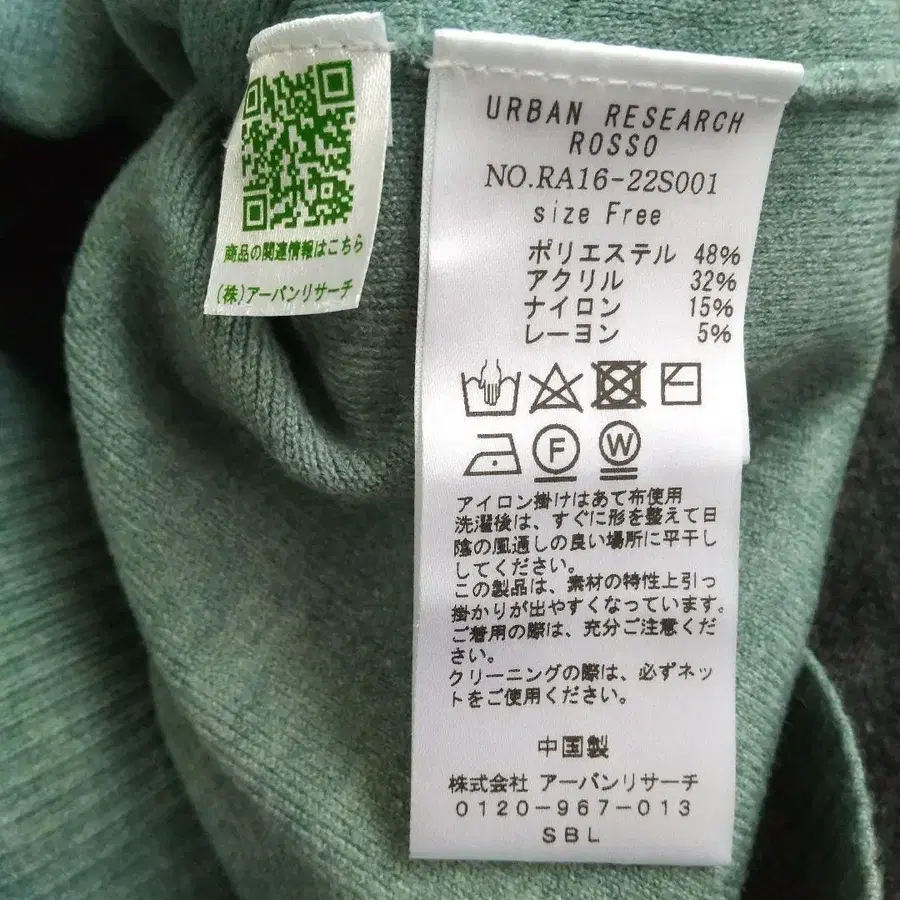 商品の関連情報はこちら
(株)アーバンリサーチ
URBAN RESEARCH
ROSSO
NO.RA16-22S001
size Free
ポリエステル 48%
アクリル 32%
ナイロン 15%
レーヨン 5%
F
W
アイロン掛けはあて布使用
洗濯後は、すぐに形を整えて日
陰の風通しの良い場所に平干し
してください。
この製品は、素材の特性上引っ
掛かりが出やすくなっています。
ご着用の際は、充分ご注意くだ
さい。
クリーニングの際は、必ずネッ
トをご使用ください。
中国製
株式会社 アーバンリサーチ
0120-967-013
SBL